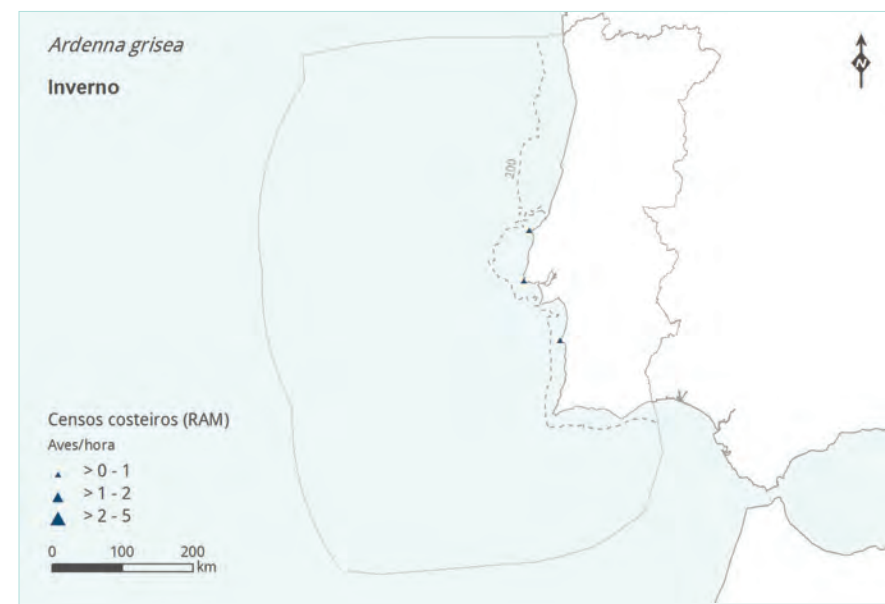 Ardenna grisea
Inverno
N
200
Censos costeiros (RAM)
Aves/hora
> 0 - 1
> 1 - 2
> 2 - 5
0 100 200
km